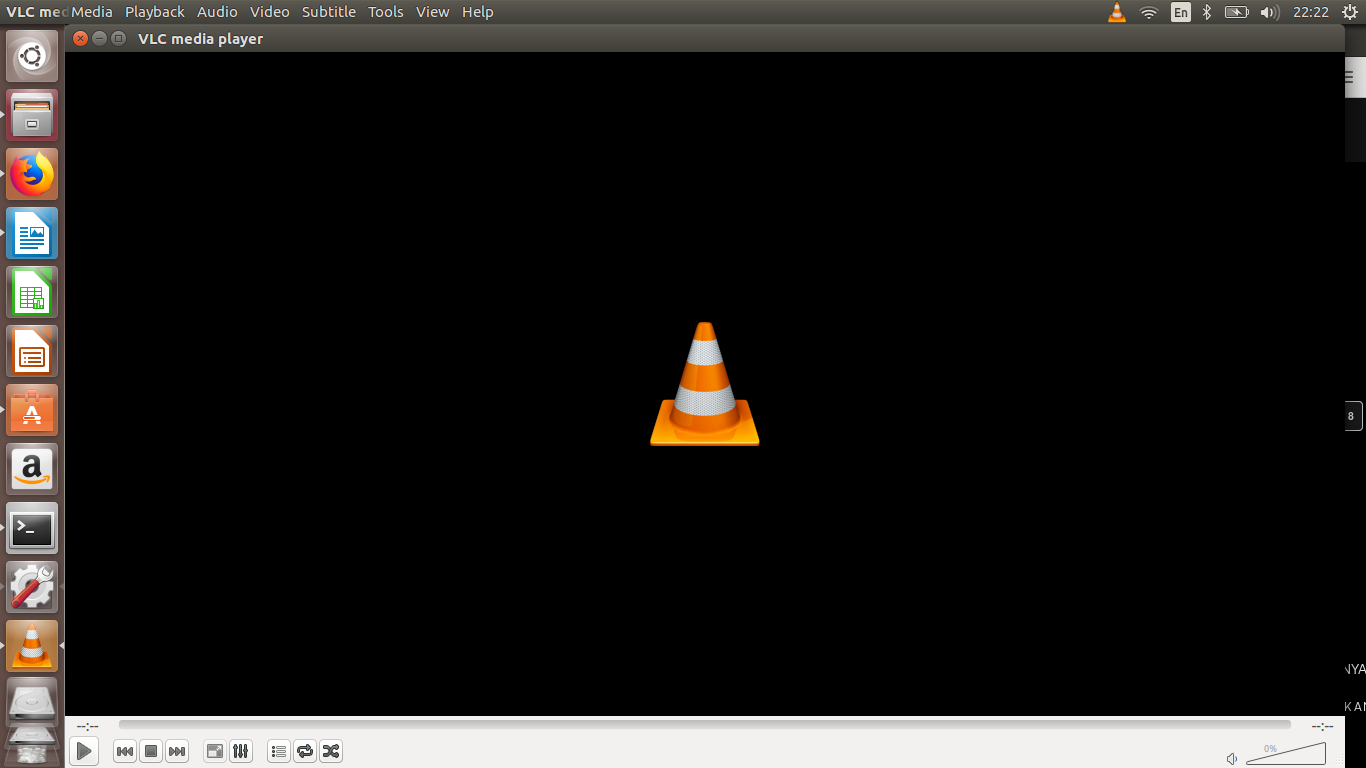 VLC med Media Playback Audio Video Subtitle Tools View Help En 22:22
VLC media player
8
NYA
KAN
--:-- --:--
0%